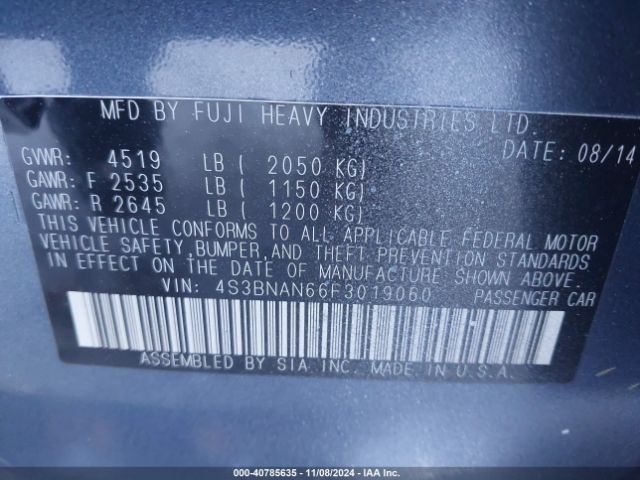 MFD BY FUJI HEAVY INDUSTRIES LTD.
DATE: 08/14
GVWR: 4519 LB ( 2050 KG)
GAWR: F 2535 LB ( 1150 KG)
GAWR: R 2645 LB ( 1200 KG)
THIS VEHICLE CONFORMS TO ALL APPLICABLE FEDERAL MOTOR
VEHICLE SAFETY, BUMPER, AND THEFT PREVENTION STANDARDS
IN EFFECT ON THE DATE OF MANUFACTURE SHOWN ABOVE.
VIN: 4S3BNAN66F3019060 PASSENGER CAR
ASSEMBLED BY SIA INC. MADE IN U.S.A.
000-40785635 - 11/08/2024 - IAA Inc.